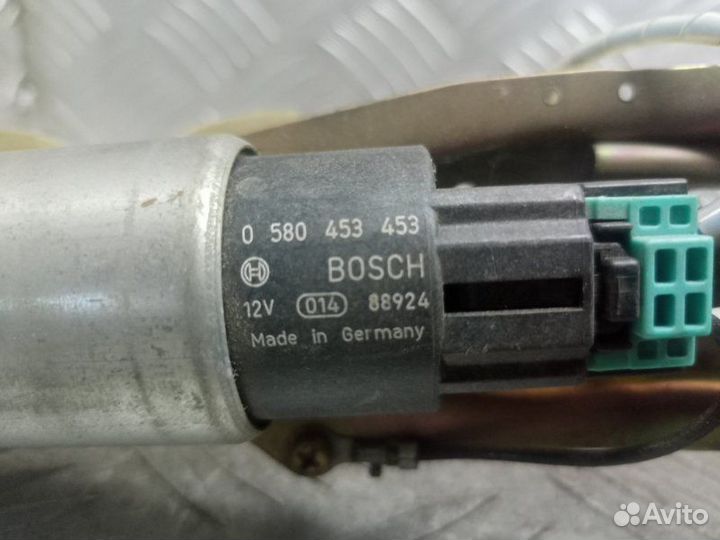 0 580 453 453
BOSCH
12V 014 88924
Made in Germany
Avito